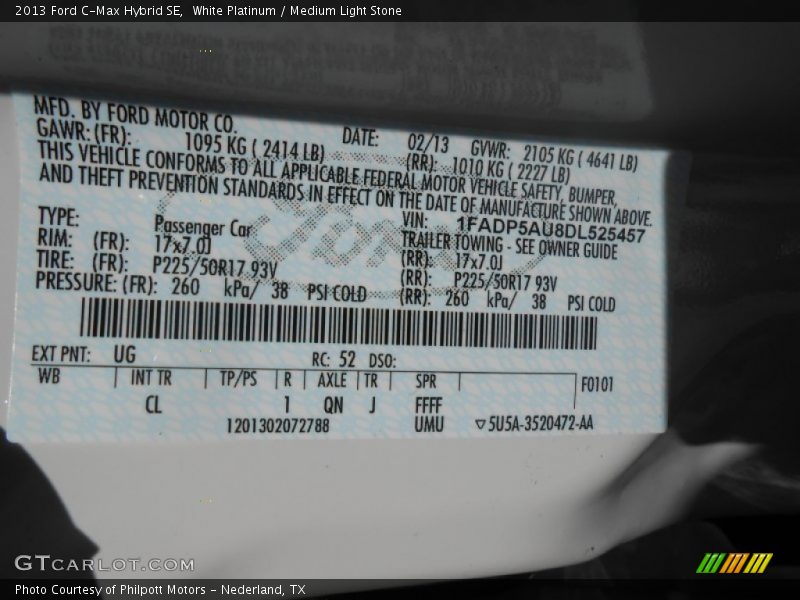 2013 Ford C-Max Hybrid SE,  White Platinum / Medium Light Stone
MFD. BY FORD MOTOR CO.
DATE: 02/13 GVWR: 2105 KG ( 4641 LB)
GAWR: (FR): 1095 KG ( 2414 LB) (RR): 1010 KG ( 2227 LB)
THIS VEHICLE CONFORMS TO ALL APPLICABLE FEDERAL MOTOR VEHICLE SAFETY, BUMPER,
AND THEFT PREVENTION STANDARDS IN EFFECT ON THE DATE OF MANUFACTURE SHOWN ABOVE.
VIN: 1FADP5AU8DL525457
TYPE: Passenger Car TRAILER TOWING - SEE OWNER GUIDE
RIM: (FR): 17x7.0J (RR): 17x7.0J
TIRE: (FR): P225/50R17 93V (RR): P225/50R17 93V
PRESSURE: (FR): 260 kPa/ 38 PSI COLD (RR): 260 kPa/ 38 PSI COLD
Ford
EXT PNT: UG RC: 52 DSO:
WB INT TR TP/PS R AXLE TR SPR F0101
CL 1 QN J FFFF
1201302072788 UMU ▽5U5A-3520472-AA
GTCARLOT.COM
Photo Courtesy of Philpott Motors - Nederland, TX